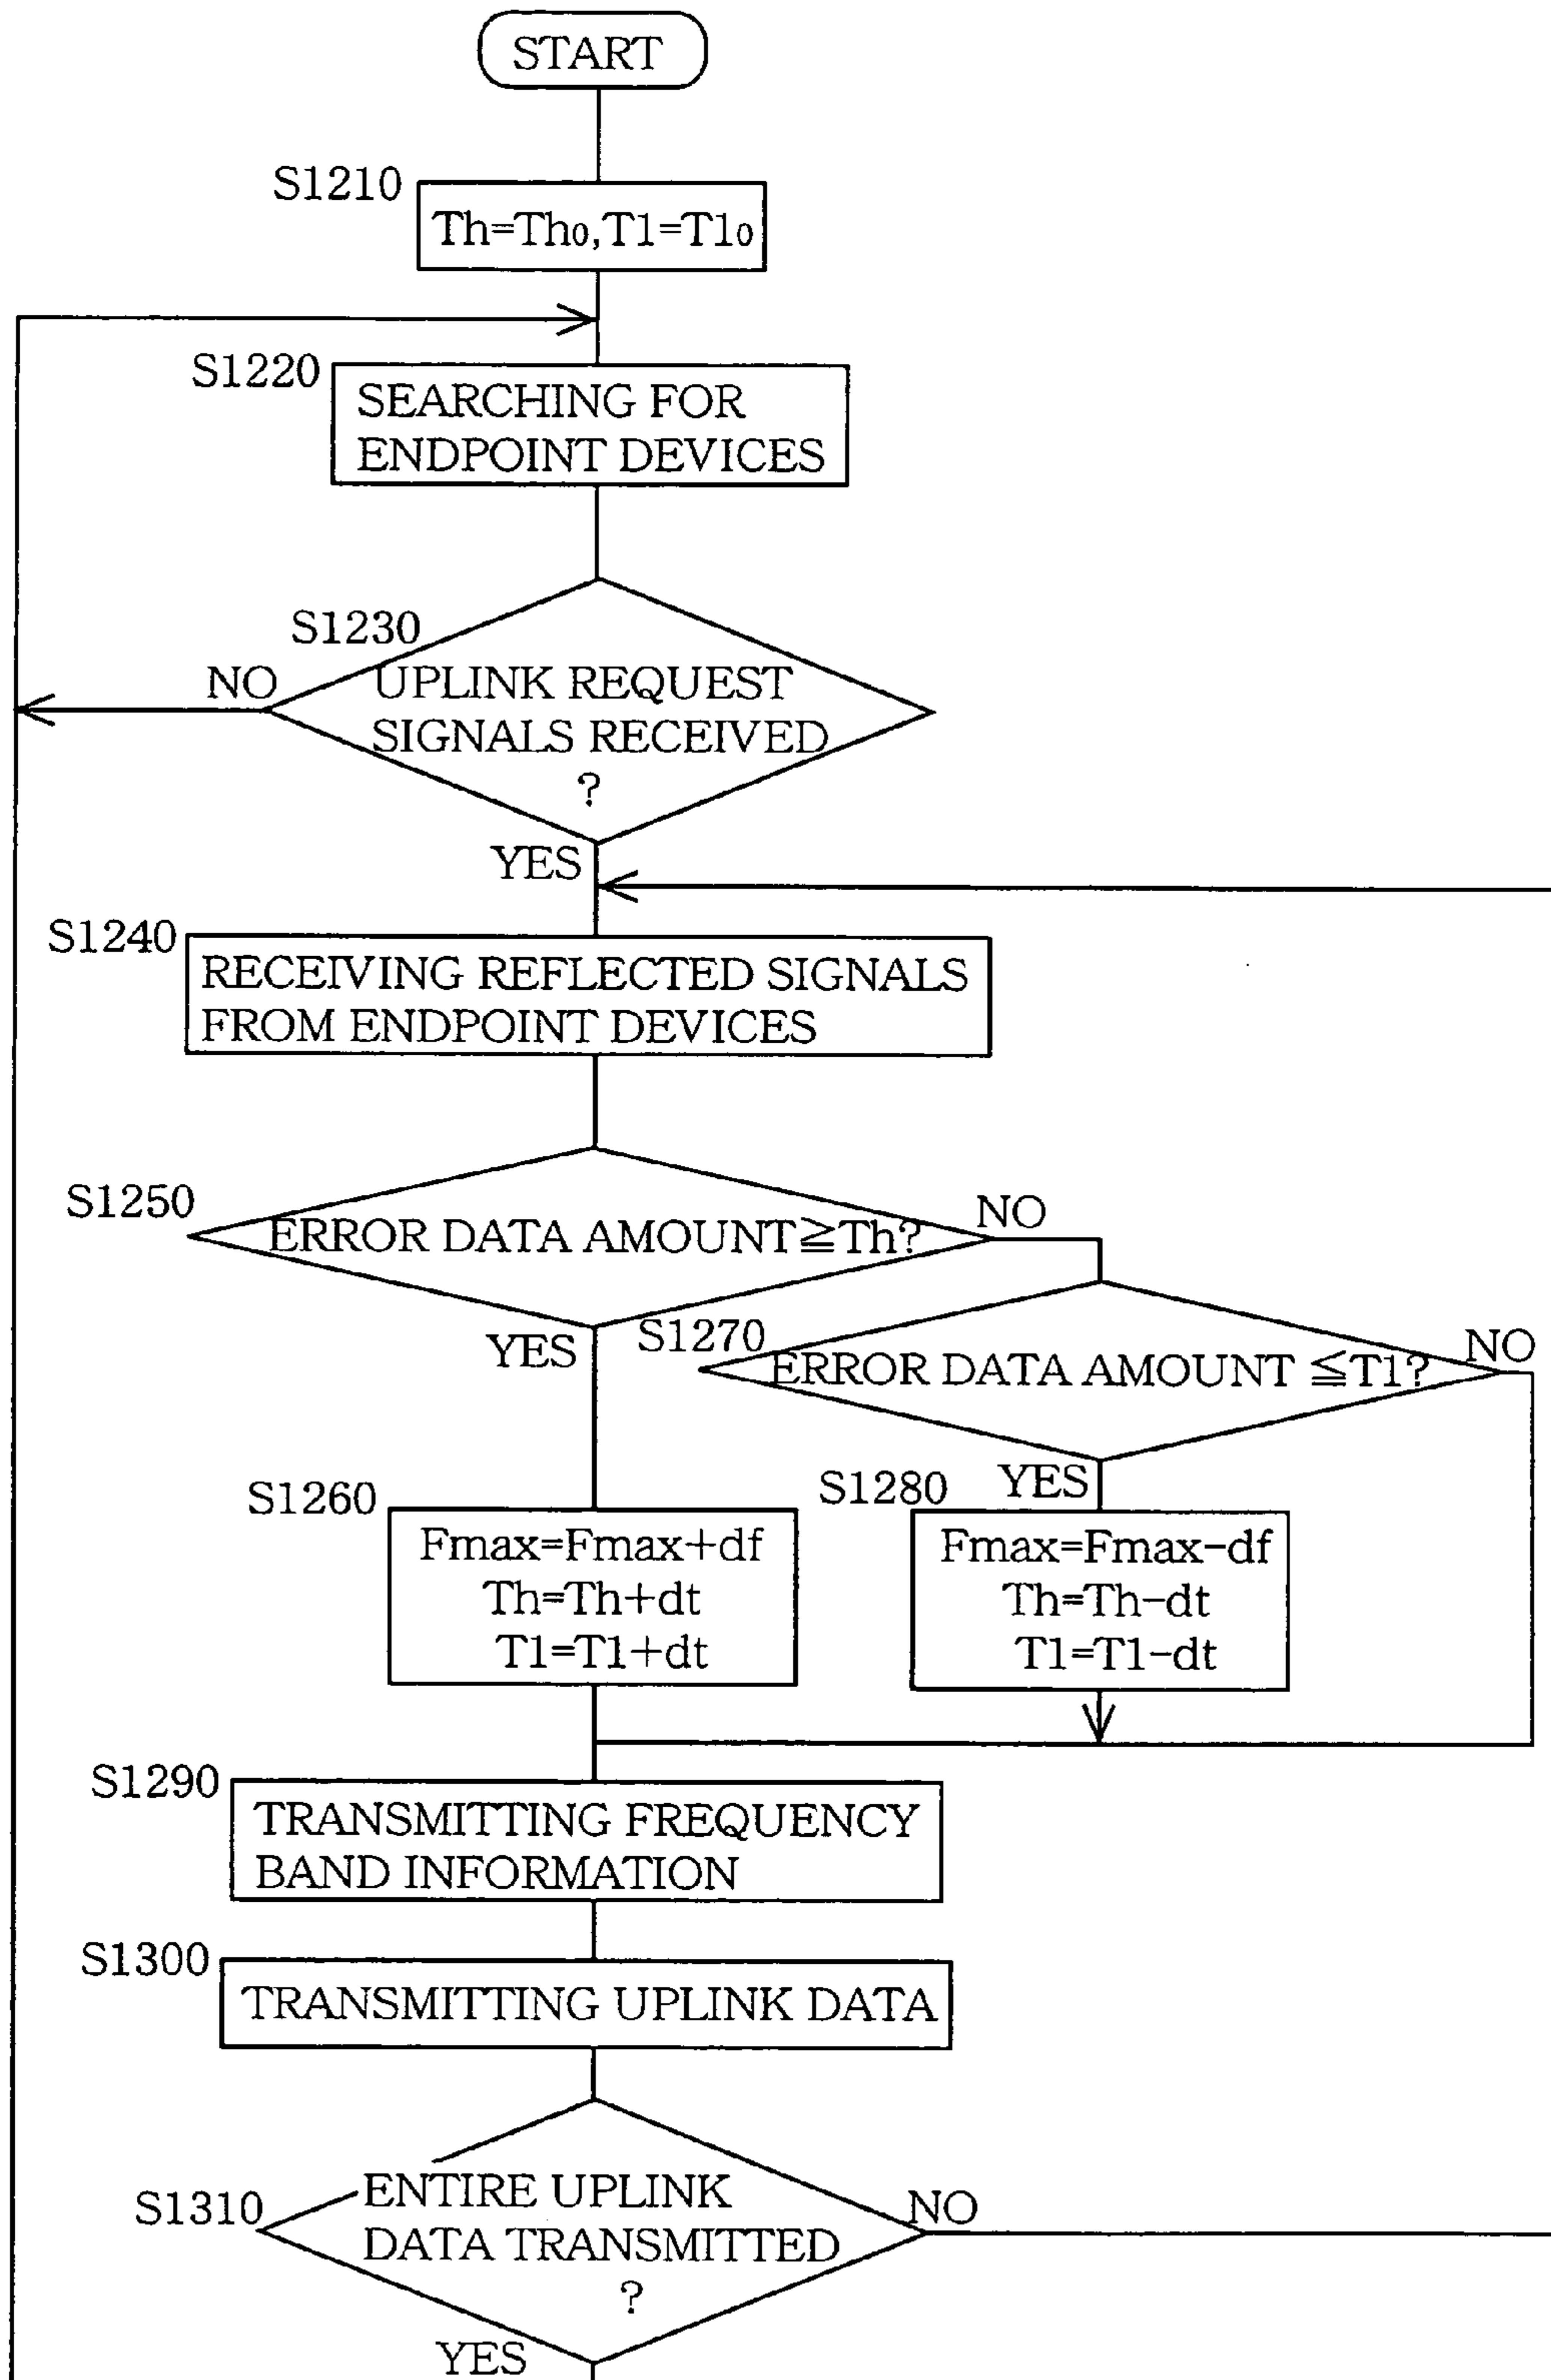 START
S1210
Th=Th0,T1=T10
S1220
SEARCHING FOR
ENDPOINT DEVICES
S1230
NO
UPLINK REQUEST
SIGNALS RECEIVED
?
YES
S1240
RECEIVING REFLECTED SIGNALS
FROM ENDPOINT DEVICES
S1250
ERROR DATA AMOUNT≧Th?
NO
YES
S1270
ERROR DATA AMOUNT ≦T1?
NO
S1260
Fmax=Fmax+df
Th=Th+dt
T1=T1+dt
S1280
YES
Fmax=Fmax-df
Th=Th-dt
T1=T1-dt
S1290
TRANSMITTING FREQUENCY
BAND INFORMATION
S1300
TRANSMITTING UPLINK DATA
S1310
ENTIRE UPLINK
DATA TRANSMITTED
?
NO
YES